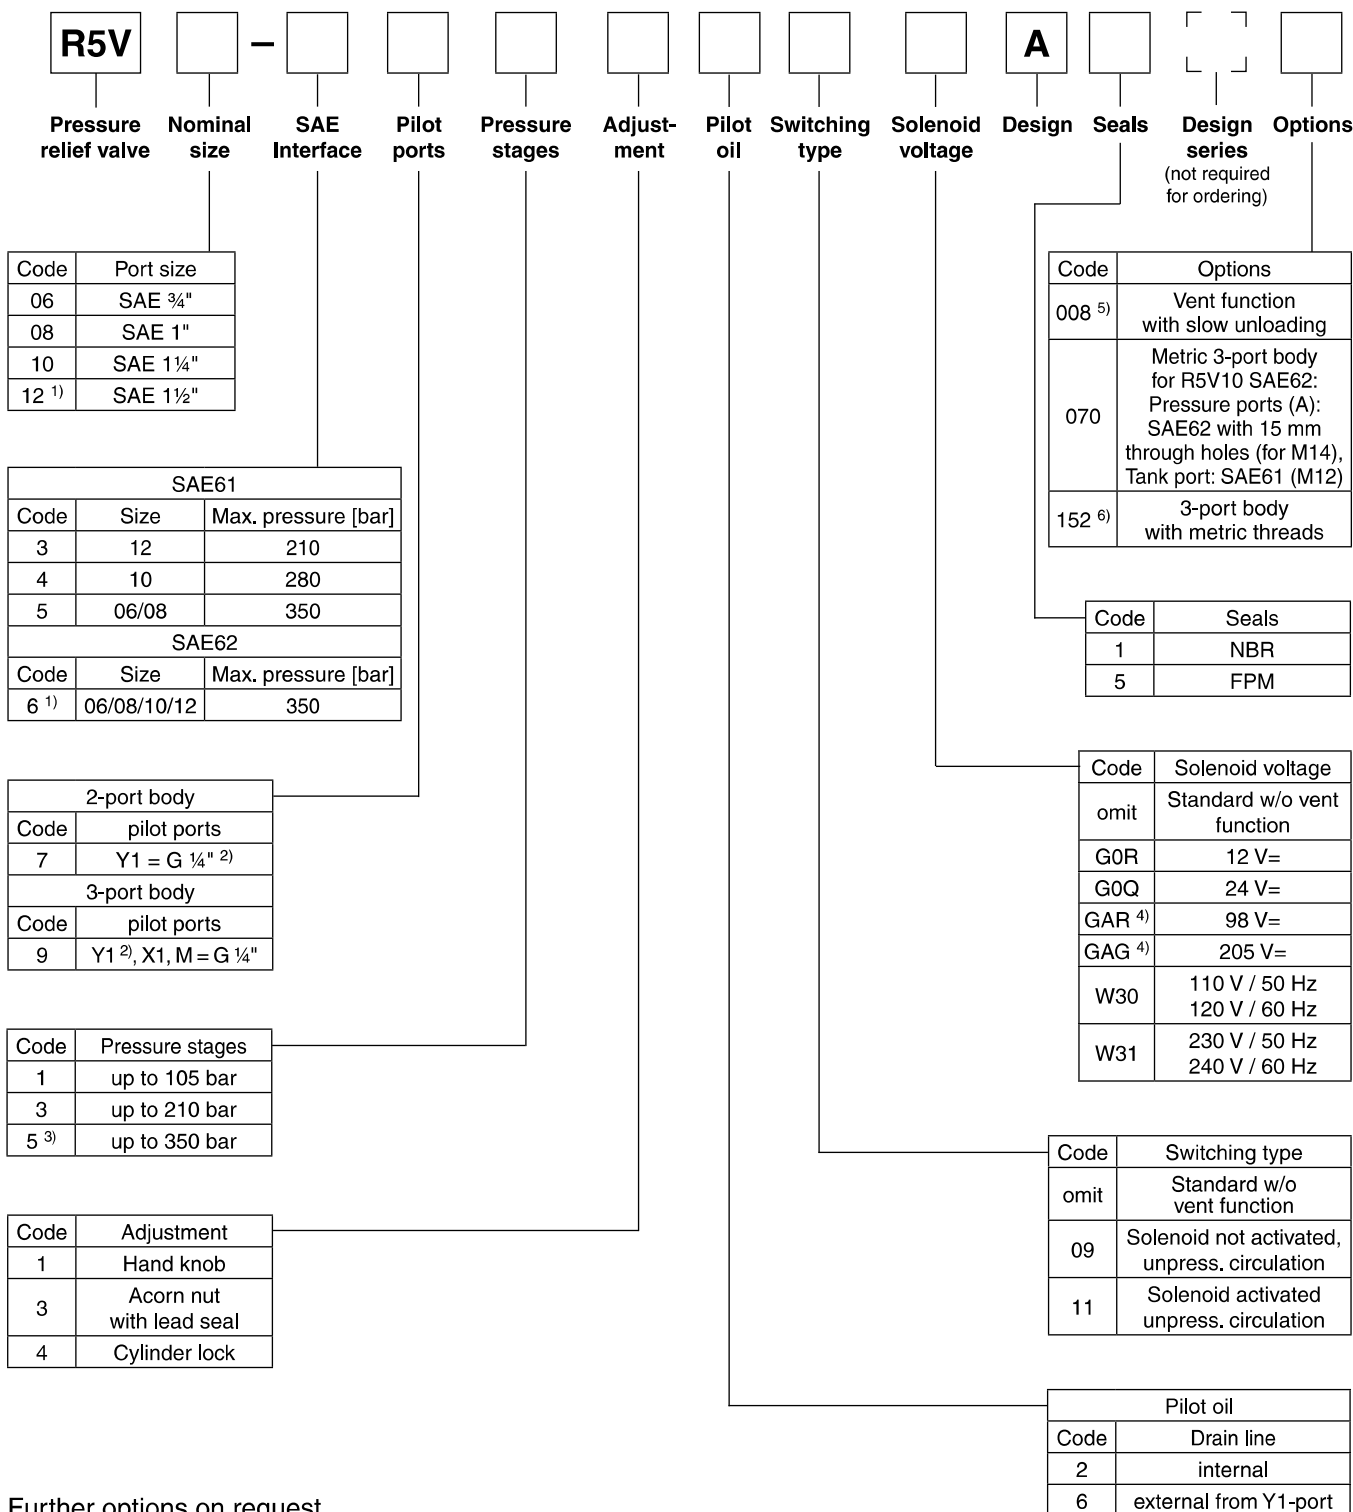 R5V – A
Pressure relief valve
Nominal size
SAE Interface
Pilot ports
Pressure stages
Adjust-ment
Pilot oil
Switching type
Solenoid voltage
Design
Seals
Design series
(not required for ordering)
Options
Code Port size
06 SAE ¾"
08 SAE 1"
10 SAE 1¼"
12 1) SAE 1½"
SAE61
Code Size Max. pressure [bar]
3 12 210
4 10 280
5 06/08 350
SAE62
Code Size Max. pressure [bar]
6 1) 06/08/10/12 350
2-port body
Code pilot ports
7 Y1 = G ¼" 2)
3-port body
Code pilot ports
9 Y1 2), X1, M = G ¼"
Code Pressure stages
1 up to 105 bar
3 up to 210 bar
5 3) up to 350 bar
Code Adjustment
1 Hand knob
3 Acorn nut
with lead seal
4 Cylinder lock
Further options on request
Code Options
008 5) Vent function
with slow unloading
070 Metric 3-port body
for R5V10 SAE62:
Pressure ports (A):
SAE62 with 15 mm
through holes (for M14),
Tank port: SAE61 (M12)
152 6) 3-port body
with metric threads
Code Seals
1 NBR
5 FPM
Code Solenoid voltage
omit Standard w/o vent
function
G0R 12 V=
G0Q 24 V=
GAR 4) 98 V=
GAG 4) 205 V=
W30 110 V / 50 Hz
120 V / 60 Hz
W31 230 V / 50 Hz
240 V / 60 Hz
Code Switching type
omit Standard w/o
vent function
09 Solenoid not activated,
unpress. circulation
11 Solenoid activated
unpress. circulation
Pilot oil
Code Drain line
2 internal
6 external from Y1-port